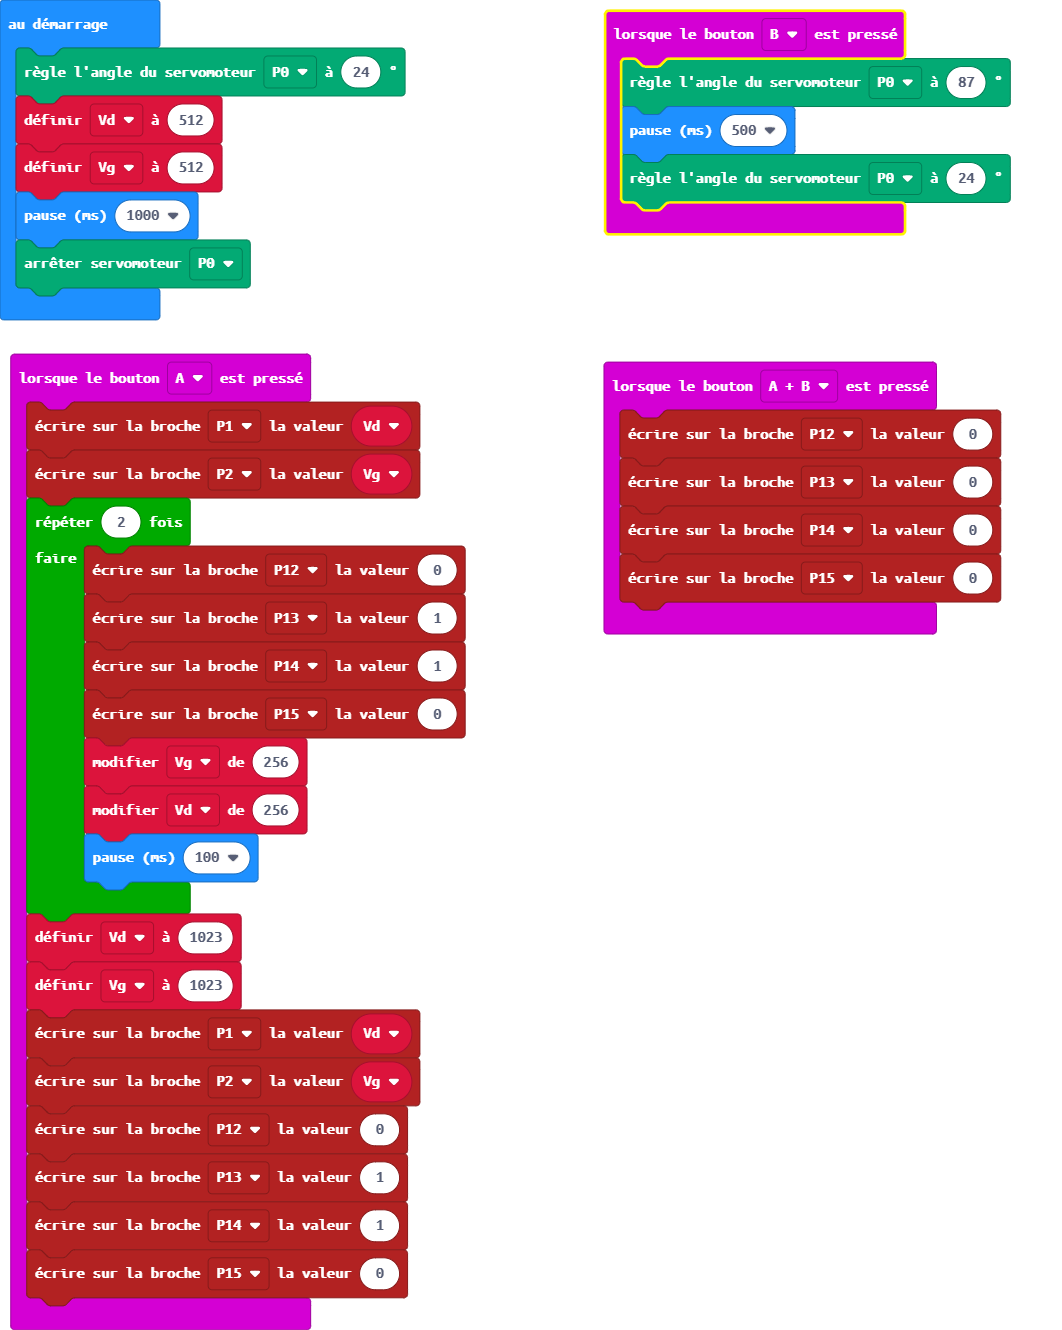 au démarrage
règle l'angle du servomoteur P0 à 24 °
définir Vd à 512
définir Vg à 512
pause (ms) 1000
arrêter servomoteur P0
lorsque le bouton B est pressé
règle l'angle du servomoteur P0 à 87 °
pause (ms) 500
règle l'angle du servomoteur P0 à 24 °
lorsque le bouton A est pressé
écrire sur la broche P1 la valeur Vd
écrire sur la broche P2 la valeur Vg
répéter 2 fois
faire
écrire sur la broche P12 la valeur 0
écrire sur la broche P13 la valeur 1
écrire sur la broche P14 la valeur 1
écrire sur la broche P15 la valeur 0
modifier Vg de 256
modifier Vd de 256
pause (ms) 100
définir Vd à 1023
définir Vg à 1023
écrire sur la broche P1 la valeur Vd
écrire sur la broche P2 la valeur Vg
écrire sur la broche P12 la valeur 0
écrire sur la broche P13 la valeur 1
écrire sur la broche P14 la valeur 1
écrire sur la broche P15 la valeur 0
lorsque le bouton A + B est pressé
écrire sur la broche P12 la valeur 0
écrire sur la broche P13 la valeur 0
écrire sur la broche P14 la valeur 0
écrire sur la broche P15 la valeur 0